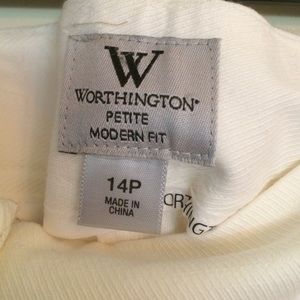 W
WORTHINGTON®
PETITE
MODERN FIT
14P
MADE IN
CHINA